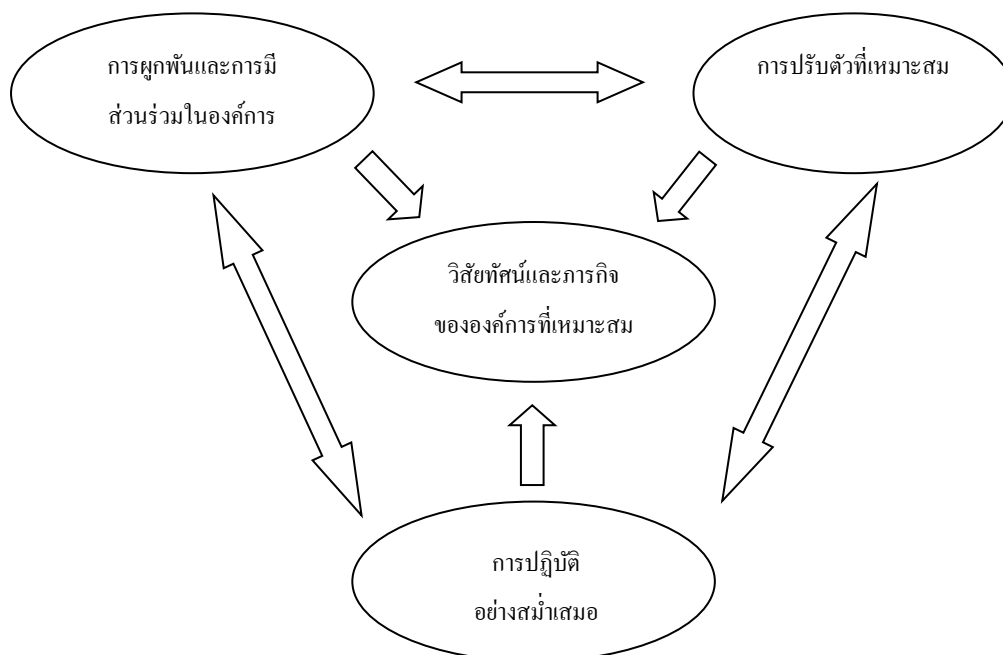 การผูกพันและการมี
ส่วนร่วมในองค์การ
การปรับตัวที่เหมาะสม
วิสัยทัศน์และภารกิจ
ขององค์การที่เหมาะสม
การปฏิบัติ
อย่างสม่ำเสมอ